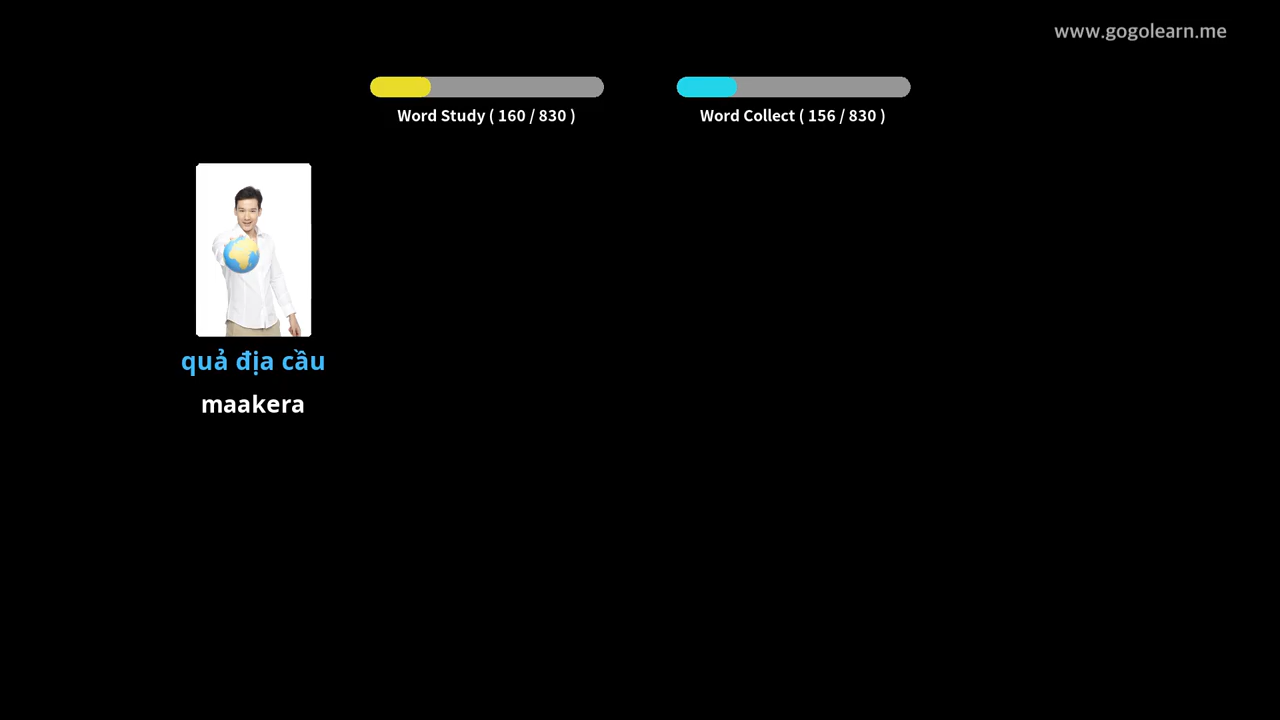 www.gogolearn.me
Word Study ( 160 / 830 )
Word Collect ( 156 / 830 )
quả địa cầu
maakera